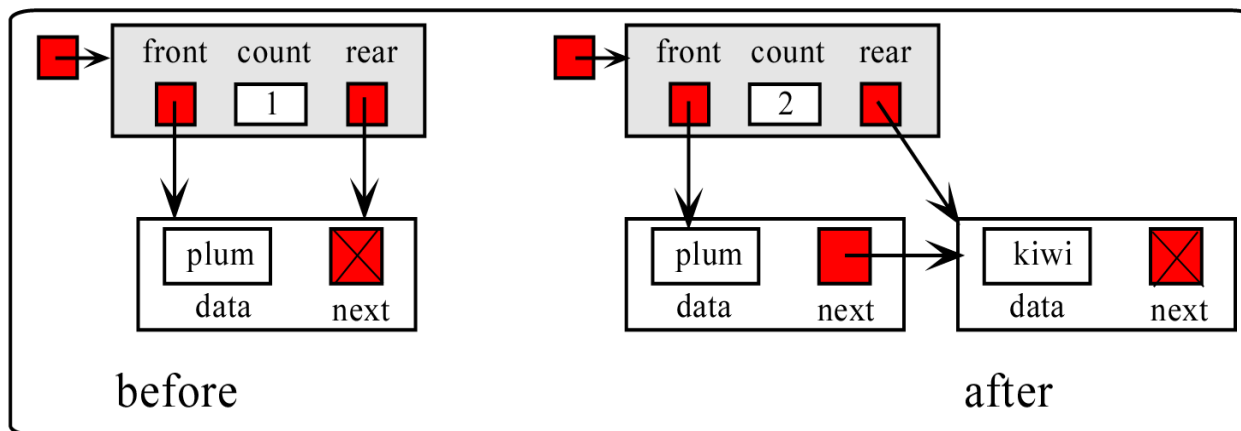 front count rear
1
plum
data next
before
front count rear
2
plum
data next
kiwi
data next
after